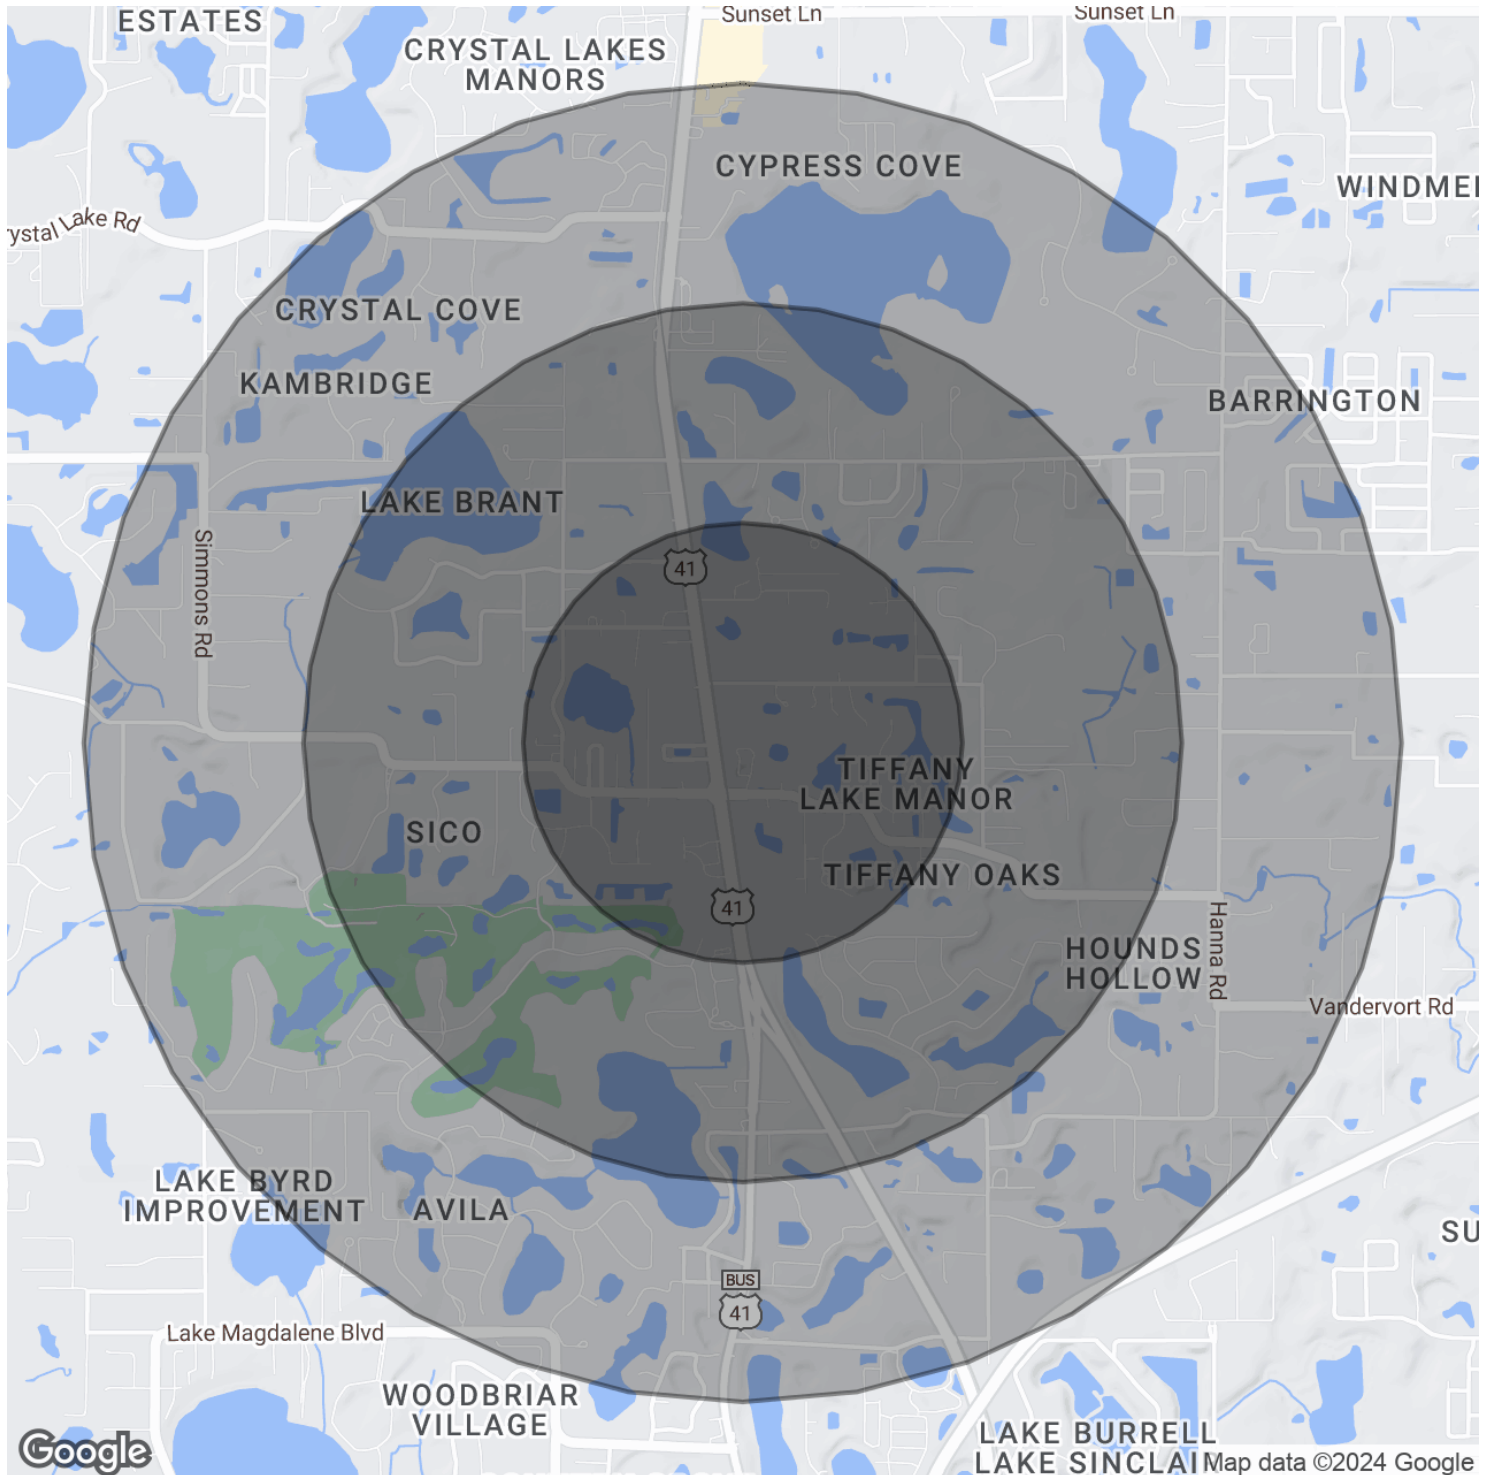 Sunset Ln
Sunset Ln
ESTATES
CRYSTAL LAKES
MANORS
CYPRESS COVE
WINDMEI
rystal Lake Rd
CRYSTAL COVE
KAMBRIDGE
BARRINGTON
LAKE BRANT
41
Simmons Rd
TIFFANY
LAKE MANOR
SICO
TIFFANY OAKS
41
HOUNDS
HOLLOW
Hanna Rd
Vandervort Rd
LAKE BYRD
IMPROVEMENT
AVILA
SU
BUS
41
Lake Magdalene Blvd
WOODBRIAR
VILLAGE
LAKE BURRELL
LAKE SINCLAI
Google
Map data ©2024 Google